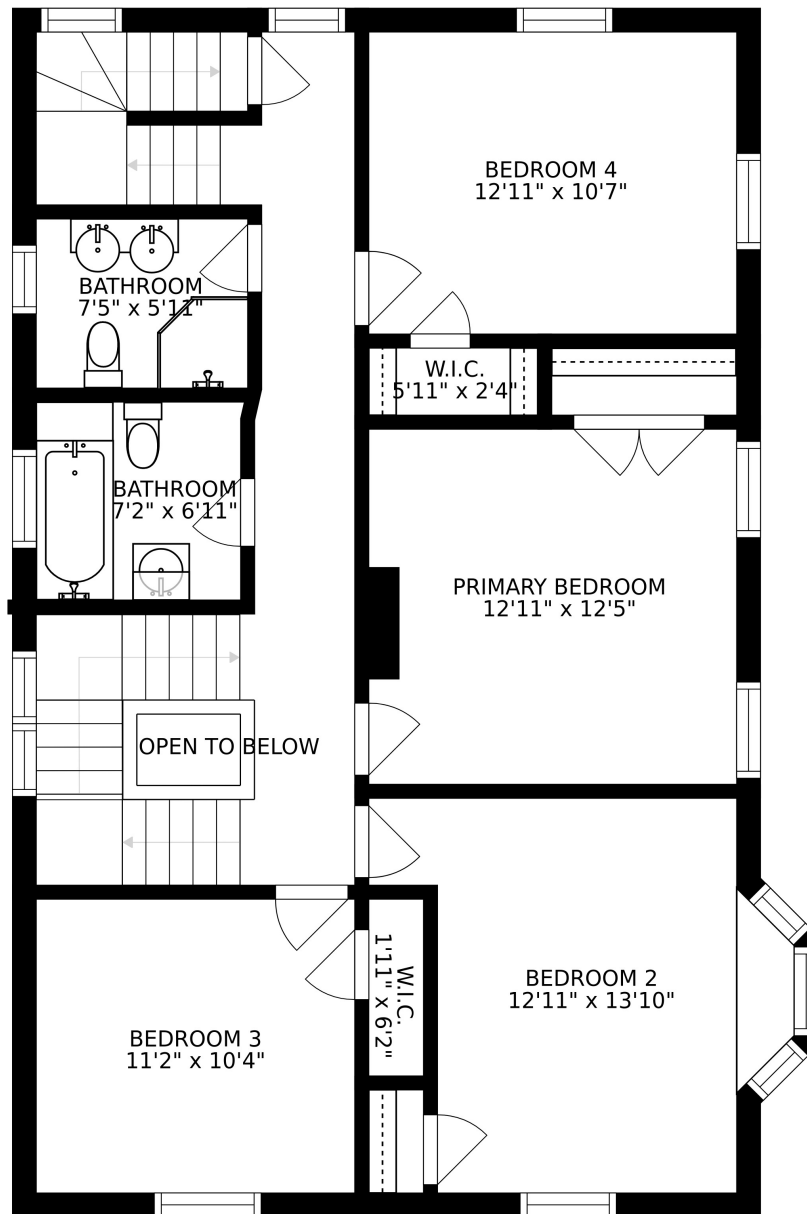 BEDROOM 4
12'11" x 10'7"
BATHROOM
7'5" x 5'11"
W.I.C.
5'11" x 2'4"
BATHROOM
7'2" x 6'11"
PRIMARY BEDROOM
12'11" x 12'5"
OPEN TO BELOW
W.I.C.
1'11" x 6'2"
BEDROOM 2
12'11" x 13'10"
BEDROOM 3
11'2" x 10'4"